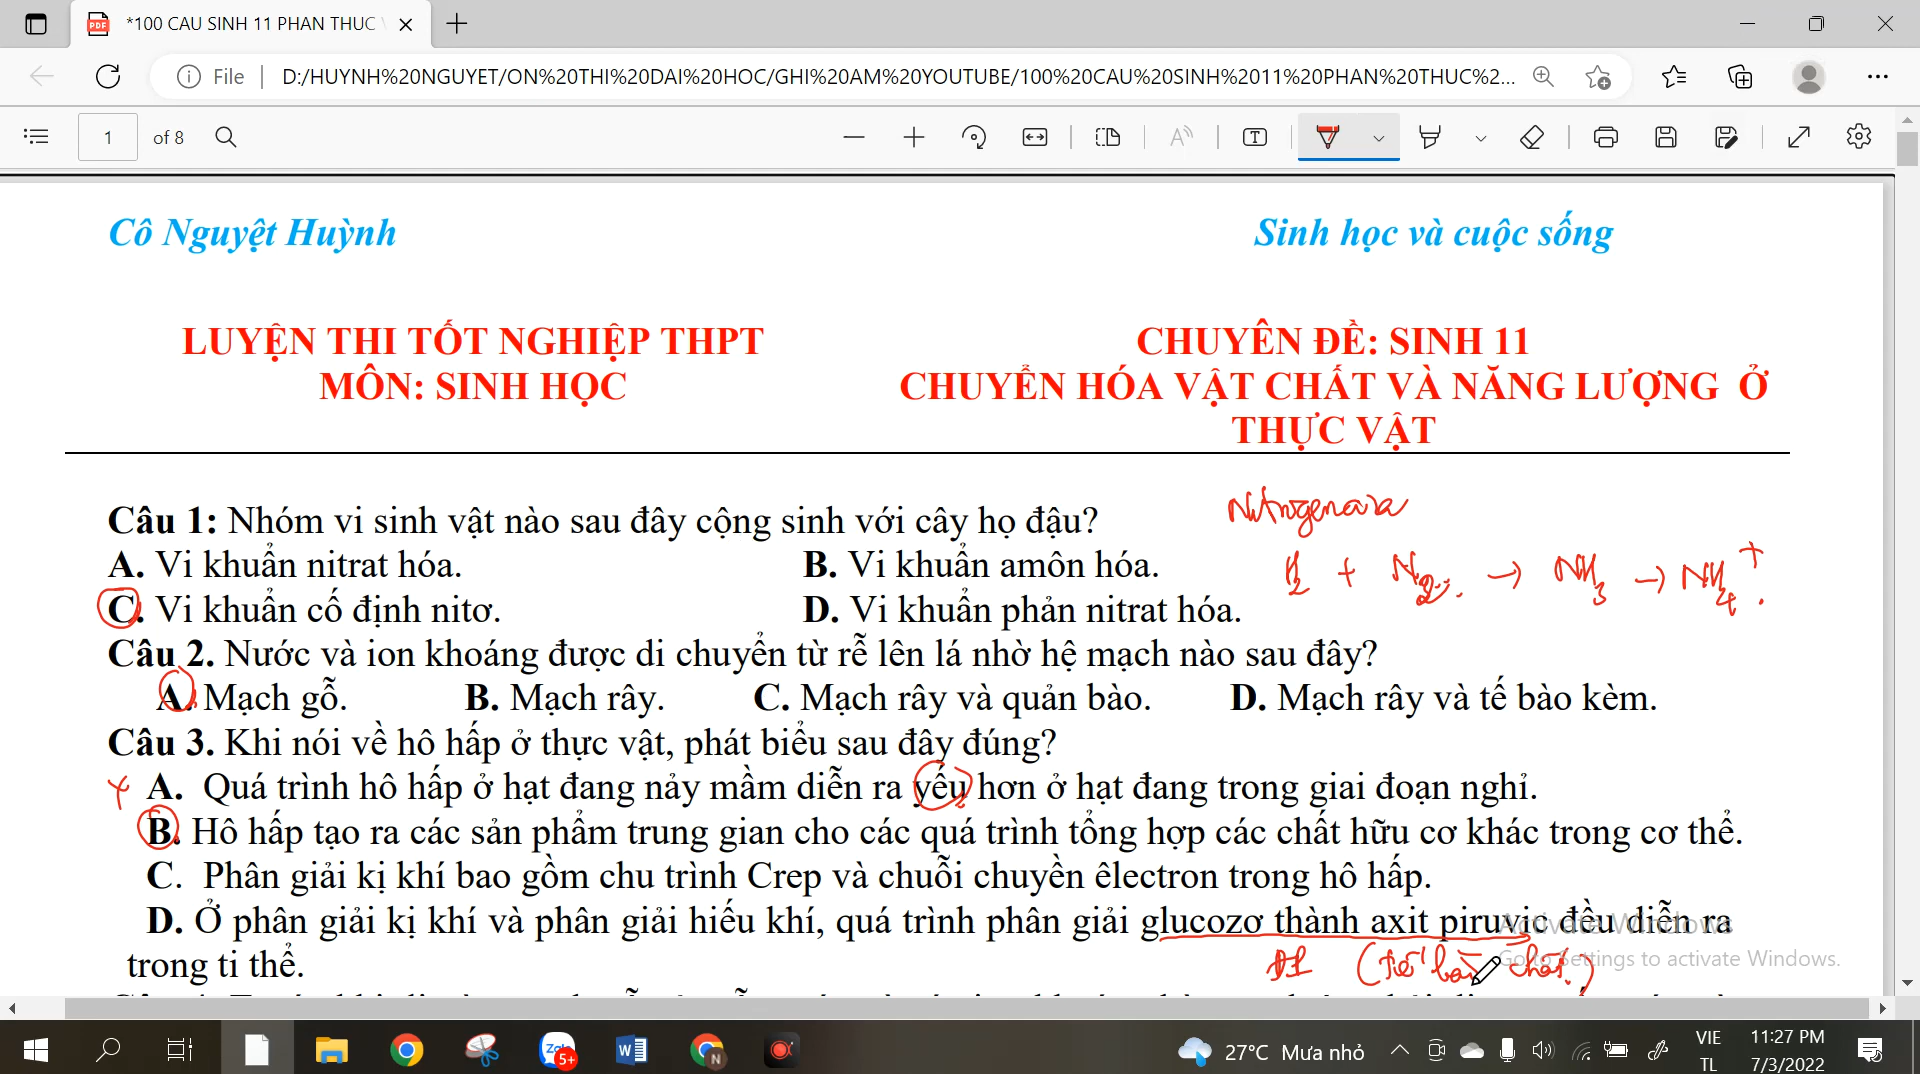 *100 CAU SINH 11 PHAN THUC
File
D:/HUYNH%20NGUYET/ON%20THI%20DAI%20HOC/GHI%20AM%20YOUTUBE/100%20CAU%20SINH%2011%20PHAN%20THUC%2...
1 of 8
Cô Nguyệt Huỳnh
Sinh học và cuộc sống
LUYỆN THI TỐT NGHIỆP THPT
MÔN: SINH HỌC
CHUYÊN ĐỀ: SINH 11
CHUYỂN HÓA VẬT CHẤT VÀ NĂNG LƯỢNG Ở
THỰC VẬT
Nitrogenaza
H2 + N2 → NH3 → NH4+
Câu 1: Nhóm vi sinh vật nào sau đây cộng sinh với cây họ đậu?
A. Vi khuẩn nitrat hóa. B. Vi khuẩn amôn hóa.
C. Vi khuẩn cố định nitơ. D. Vi khuẩn phản nitrat hóa.
Câu 2. Nước và ion khoáng được di chuyển từ rễ lên lá nhờ hệ mạch nào sau đây?
A. Mạch gỗ. B. Mạch rây. C. Mạch rây và quản bào. D. Mạch rây và tế bào kèm.
Câu 3. Khi nói về hô hấp ở thực vật, phát biểu sau đây đúng?
A. Quá trình hô hấp ở hạt đang nảy mầm diễn ra yếu hơn ở hạt đang trong giai đoạn nghỉ.
B. Hô hấp tạo ra các sản phẩm trung gian cho các quá trình tổng hợp các chất hữu cơ khác trong cơ thể.
C. Phân giải kị khí bao gồm chu trình Crep và chuỗi chuyền êlectron trong hô hấp.
D. Ở phân giải kị khí và phân giải hiếu khí, quá trình phân giải glucozơ thành axit piruvic đều diễn ra
trong ti thể.
Activate Windows
Go to Settings to activate Windows.
27°C Mưa nhỏ
VIE
TL
11:27 PM
7/3/2022